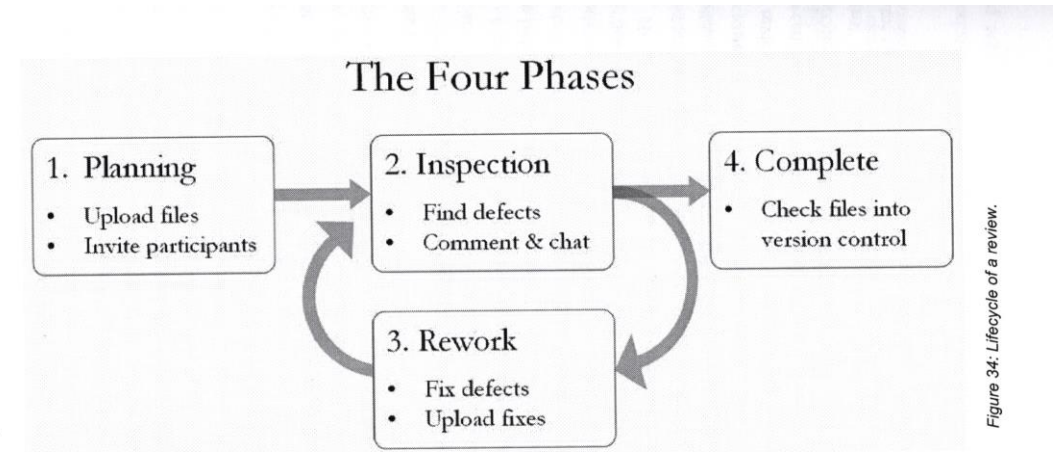 The Four Phases
1. Planning
• Upload files
• Invite participants
2. Inspection
• Find defects
• Comment & chat
4. Complete
• Check files into
version control
3. Rework
• Fix defects
• Upload fixes
Figure 34: Lifecycle of a review.